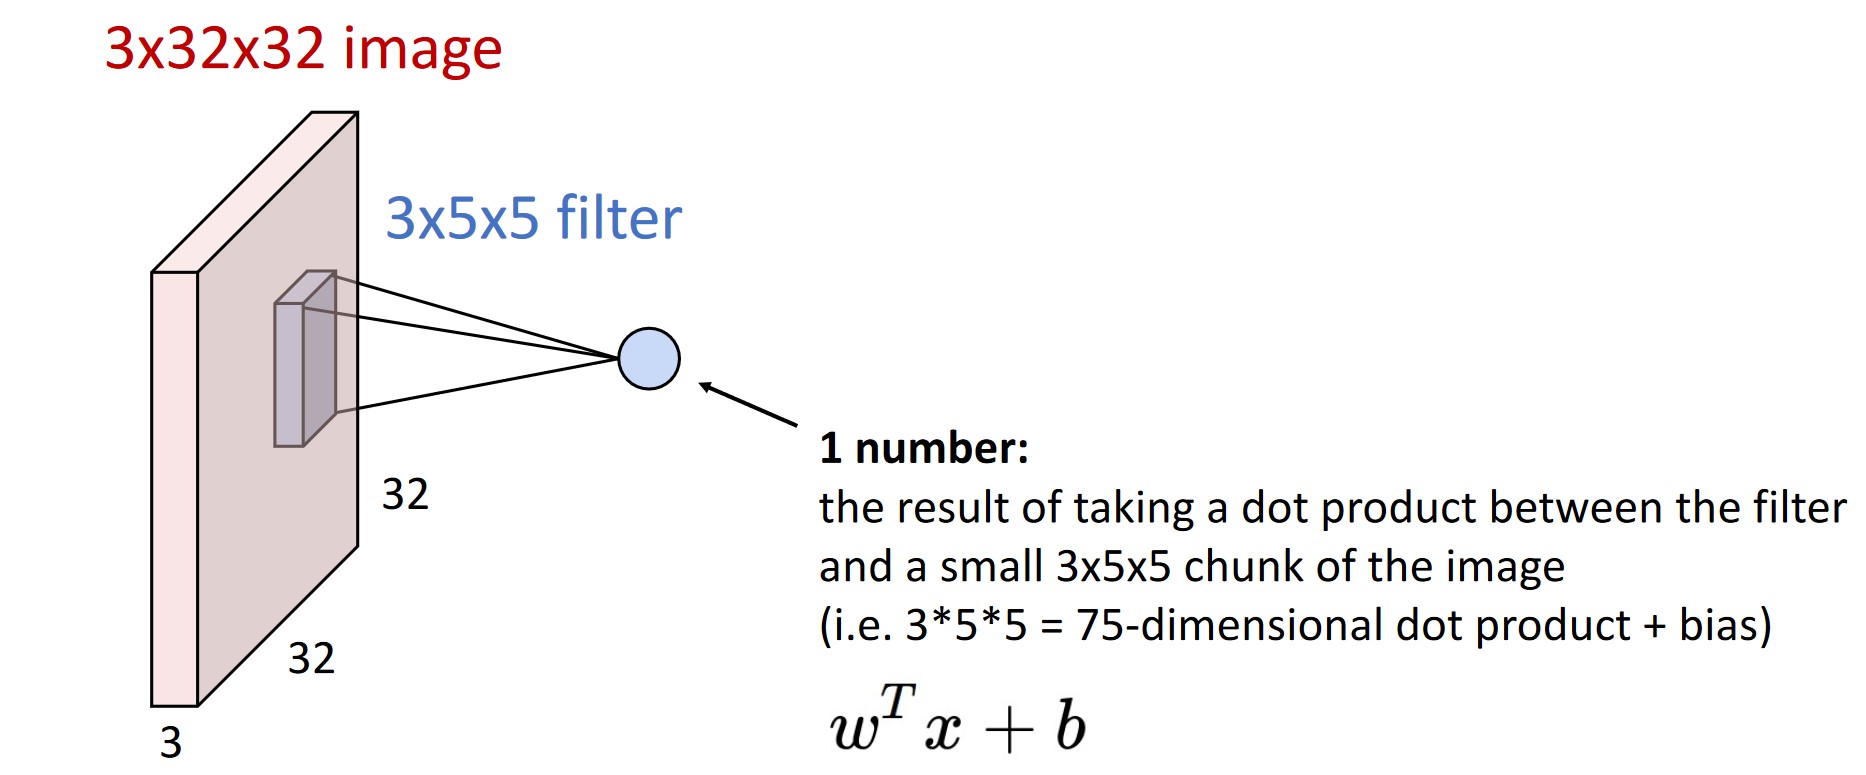 3x32x32 image
3x5x5 filter
32
32
3
1 number:
the result of taking a dot product between the filter
and a small 3x5x5 chunk of the image
(i.e. 3*5*5 = 75-dimensional dot product + bias)
w^T x + b